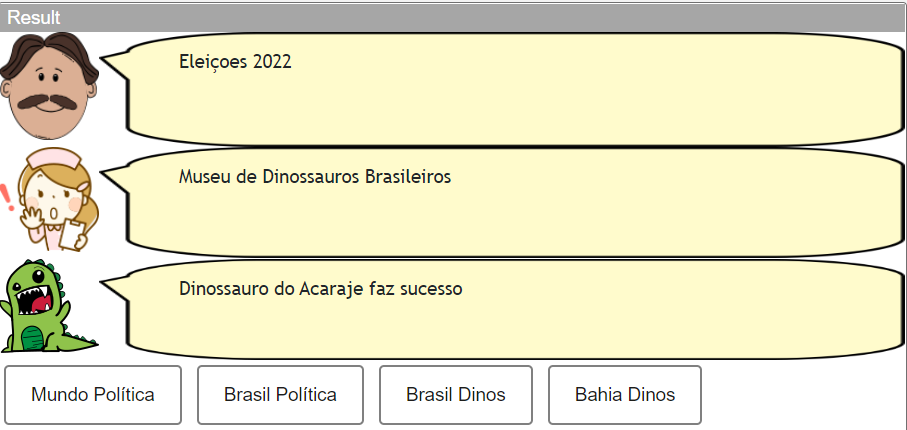 Result
Eleiçoes 2022
Museu de Dinossauros Brasileiros
Dinossauro do Acaraje faz sucesso
Mundo Política
Brasil Política
Brasil Dinos
Bahia Dinos